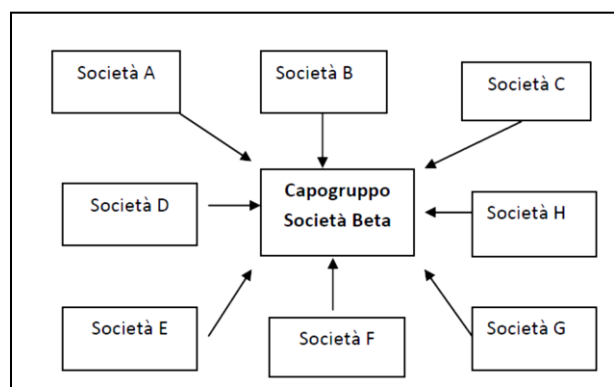 Società A
Società B
Società C
Capogruppo
Società Beta
Società D
Società H
Società E
Società F
Società G